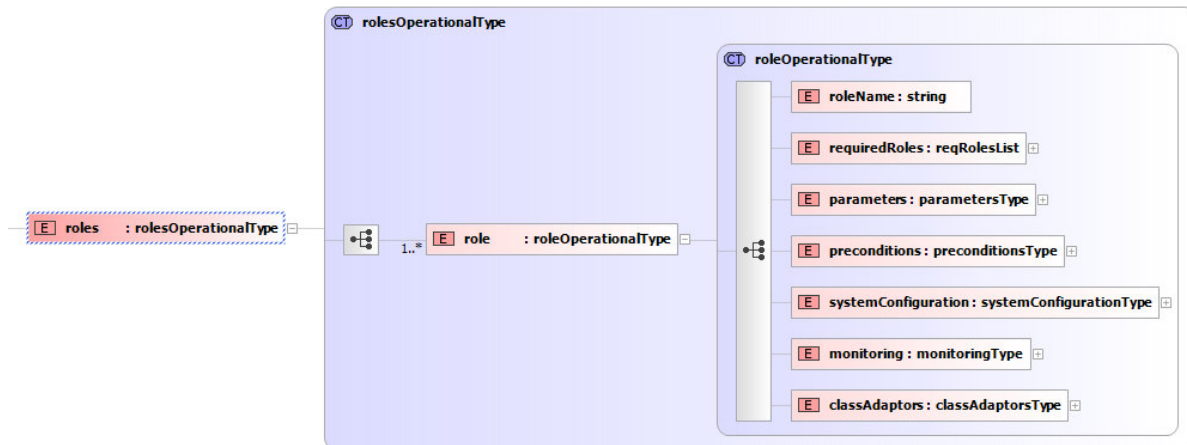 CT rolesOperationalType
CT roleOperationalType
E roleName : string
E requiredRoles : reqRolesList
E parameters : parametersType
E roles : rolesOperationalType
1..*
E role : roleOperationalType
E preconditions : preconditionsType
E systemConfiguration : systemConfigurationType
E monitoring : monitoringType
E classAdaptors : classAdaptorsType